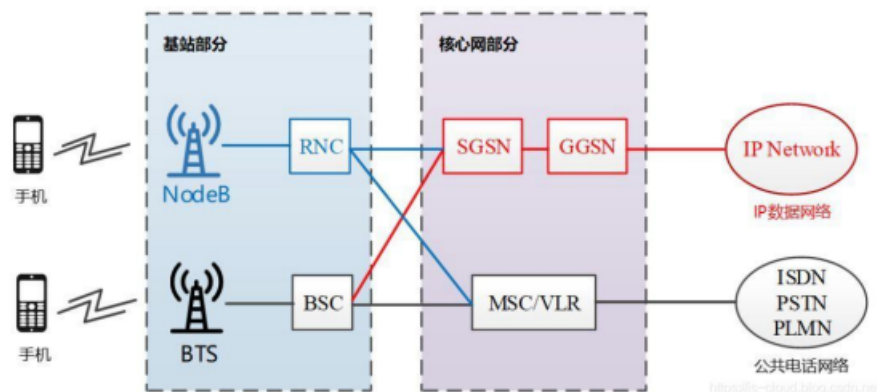 基站部分
核心网部分
RNC
SGSN
GGSN
IP Network
手机
NodeB
IP数据网络
BSC
MSC/VLR
ISDN
PSTN
PLMN
手机
BTS
公共电话网络